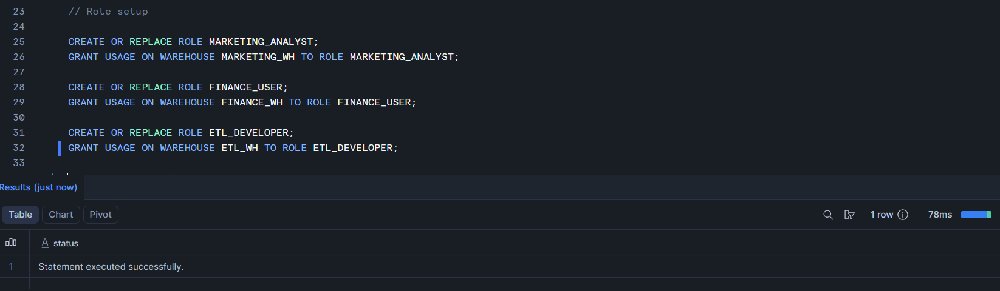 23 // Role setup
24
25 CREATE OR REPLACE ROLE MARKETING_ANALYST;
26 GRANT USAGE ON WAREHOUSE MARKETING_WH TO ROLE MARKETING_ANALYST;
27
28 CREATE OR REPLACE ROLE FINANCE_USER;
29 GRANT USAGE ON WAREHOUSE FINANCE_WH TO ROLE FINANCE_USER;
30
31 CREATE OR REPLACE ROLE ETL_DEVELOPER;
32 GRANT USAGE ON WAREHOUSE ETL_WH TO ROLE ETL_DEVELOPER;
33
Results (just now)
Table Chart Pivot 1 row 78ms
A status
1 Statement executed successfully.